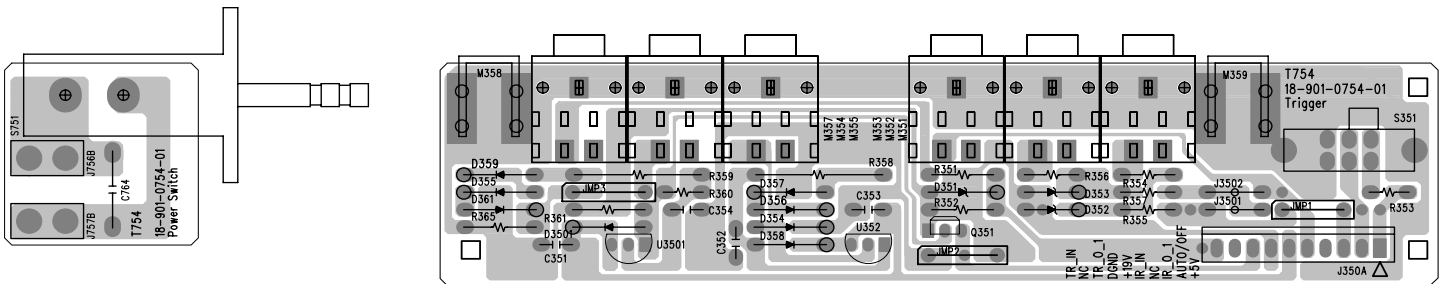 S751
J756B
C764
J757B
T754
18-901-0754-01
Power Switch
M358
M357
M354
M355
M353
M352
M351
M359
T754
18-901-0754-01
Trigger
S351
D359
D355
D361
R365
JMP3
R359
R360
R361
D3501
C351
C354
U3501
C352
D357
D356
D354
D358
R358
C353
U352
R351
D351
R352
Q351
JMP2
R356
D353
D352
R354
R357
R355
J3502
J3501
JMP1
R353
TR_IN
NC
TR_O_1
DGND
+19V
IR_IN
NC
IR_O_1
AUTO/OFF
+5V
J350A